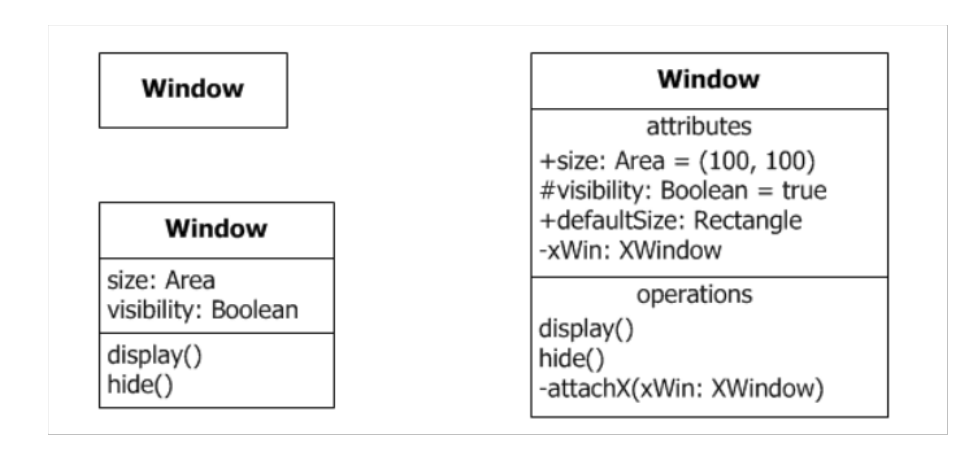 Window
Window
size: Area
visibility: Boolean
display()
hide()
Window
attributes
+size: Area = (100, 100)
#visibility: Boolean = true
+defaultSize: Rectangle
-xWin: XWindow
operations
display()
hide()
-attachX(xWin: XWindow)